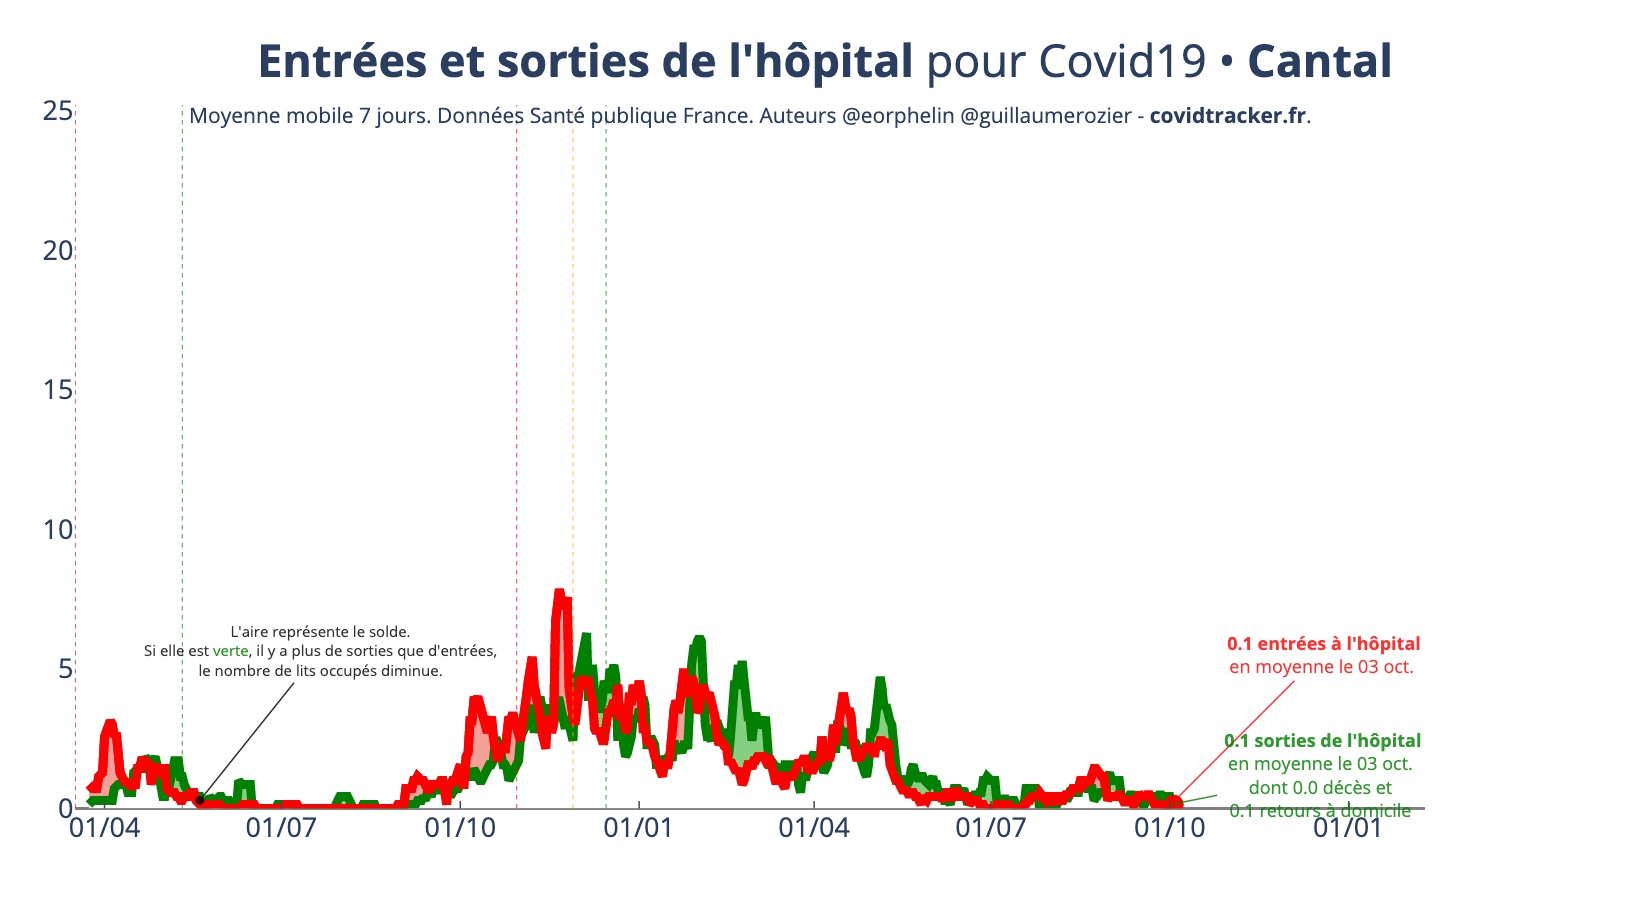 Entrées et sorties de l'hôpital pour Covid19 • Cantal
Moyenne mobile 7 jours. Données Santé publique France. Auteurs @eorphelin @guillaumerozier - covidtracker.fr.
25
20
15
10
5
0
L'aire représente le solde.
Si elle est verte, il y a plus de sorties que d'entrées,
le nombre de lits occupés diminue.
0.1 entrées à l'hôpital
en moyenne le 03 oct.
0.1 sorties de l'hôpital
en moyenne le 03 oct.
dont 0.0 décès et
0.1 retours à domicile
01/04 01/07 01/10 01/01 01/04 01/07 01/10 01/01